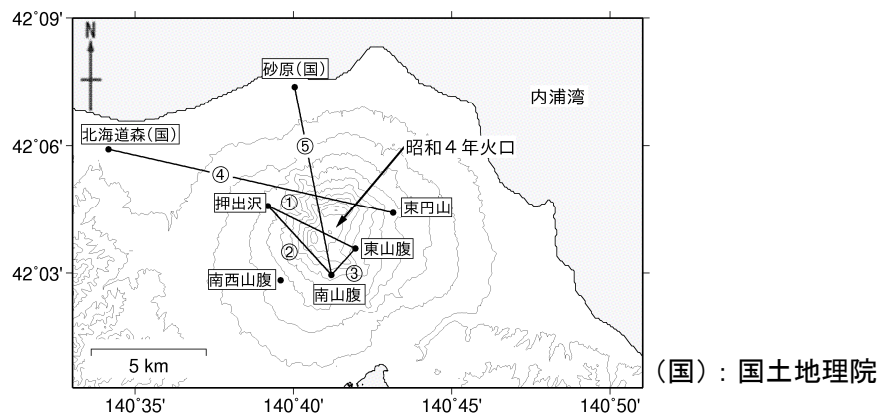 42°09'
N
砂原(国)
内浦湾
北海道森(国)
42°06'
⑤
昭和4年火口
④
押出沢
①
東円山
②
東山腹
42°03'
南西山腹
③
南山腹
5 km
(国)：国土地理院
140°35'
140°40'
140°45'
140°50'